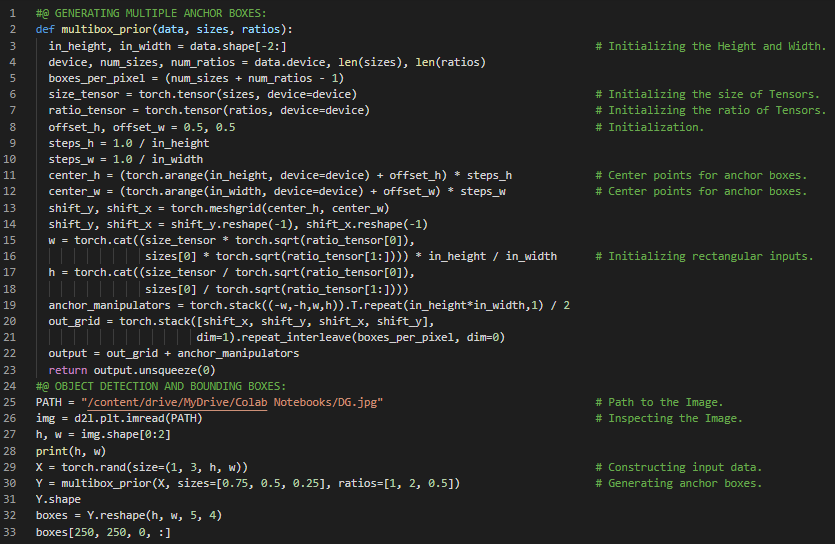 1 #@ GENERATING MULTIPLE ANCHOR BOXES:
2 def multibox_prior(data, sizes, ratios):
3 in_height, in_width = data.shape[-2:] # Initializing the Height and Width.
4 device, num_sizes, num_ratios = data.device, len(sizes), len(ratios)
5 boxes_per_pixel = (num_sizes + num_ratios - 1)
6 size_tensor = torch.tensor(sizes, device=device) # Initializing the size of Tensors.
7 ratio_tensor = torch.tensor(ratios, device=device) # Initializing the ratio of Tensors.
8 offset_h, offset_w = 0.5, 0.5 # Initialization.
9 steps_h = 1.0 / in_height
10 steps_w = 1.0 / in_width
11 center_h = (torch.arange(in_height, device=device) + offset_h) * steps_h # Center points for anchor boxes.
12 center_w = (torch.arange(in_width, device=device) + offset_w) * steps_w # Center points for anchor boxes.
13 shift_y, shift_x = torch.meshgrid(center_h, center_w)
14 shift_y, shift_x = shift_y.reshape(-1), shift_x.reshape(-1)
15 w = torch.cat((size_tensor * torch.sqrt(ratio_tensor[0]),
16 sizes[0] * torch.sqrt(ratio_tensor[1:]))) * in_height / in_width # Initializing rectangular inputs.
17 h = torch.cat((size_tensor / torch.sqrt(ratio_tensor[0]),
18 sizes[0] / torch.sqrt(ratio_tensor[1:])))
19 anchor_manipulators = torch.stack((-w,-h,w,h)).T.repeat(in_height*in_width,1) / 2
20 out_grid = torch.stack([shift_x, shift_y, shift_x, shift_y],
21 dim=1).repeat_interleave(boxes_per_pixel, dim=0)
22 output = out_grid + anchor_manipulators
23 return output.unsqueeze(0)
24 #@ OBJECT DETECTION AND BOUNDING BOXES:
25 PATH = "/content/drive/MyDrive/Colab Notebooks/DG.jpg" # Path to the Image.
26 img = d2l.plt.imread(PATH) # Inspecting the Image.
27 h, w = img.shape[0:2]
28 print(h, w)
29 X = torch.rand(size=(1, 3, h, w)) # Constructing input data.
30 Y = multibox_prior(X, sizes=[0.75, 0.5, 0.25], ratios=[1, 2, 0.5]) # Generating anchor boxes.
31 Y.shape
32 boxes = Y.reshape(h, w, 5, 4)
33 boxes[250, 250, 0, :]